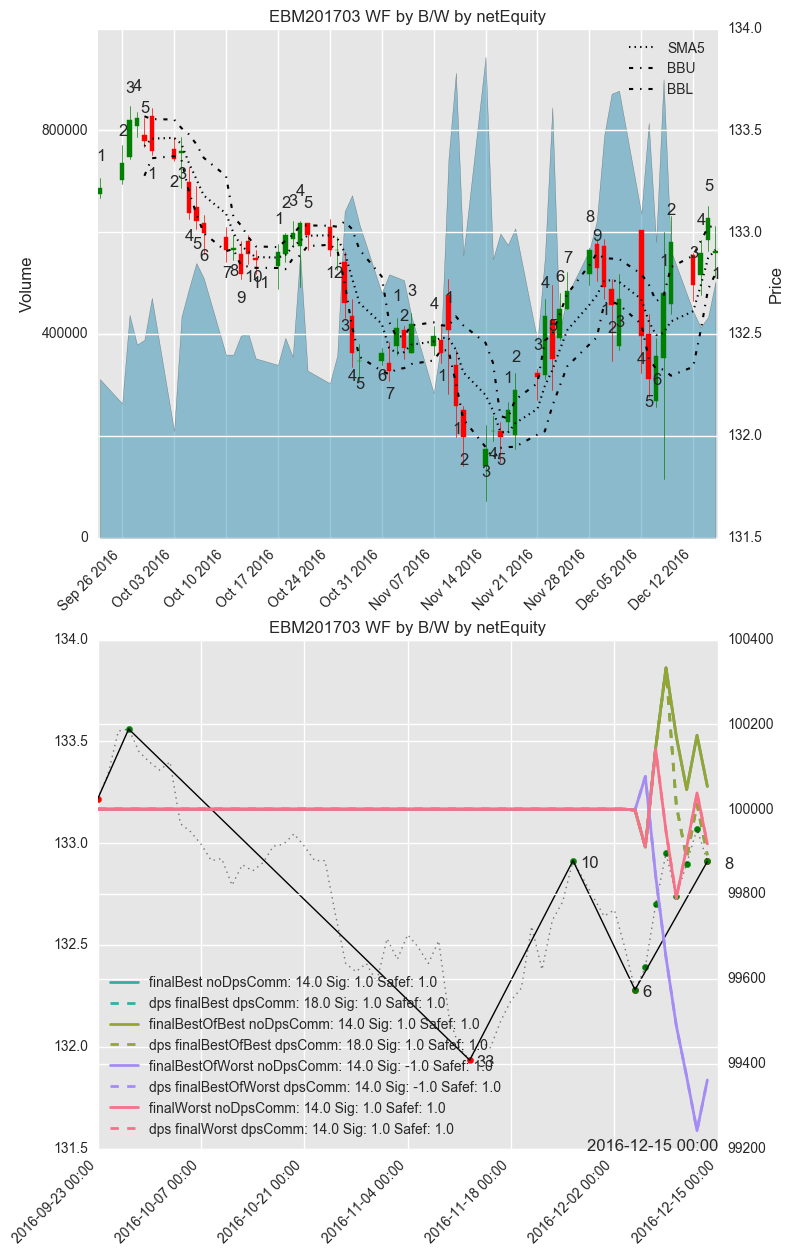 EBM201703 WF by B/W by netEquity
SMA5
BBU
BBL
134.0
133.5
133.0
132.5
132.0
131.5
Price
800000
400000
0
Volume
Sep 26 2016
Oct 03 2016
Oct 10 2016
Oct 17 2016
Oct 24 2016
Oct 31 2016
Nov 07 2016
Nov 14 2016
Nov 21 2016
Nov 28 2016
Dec 05 2016
Dec 12 2016
EBM201703 WF by B/W by netEquity
134.0
133.5
133.0
132.5
132.0
131.5
100400
100200
100000
99800
99600
99400
99200
10
8
6
33
finalBest noDpsComm: 14.0 Sig: 1.0 Safef: 1.0
dps finalBest dpsComm: 18.0 Sig: 1.0 Safef: 1.0
finalBestOfBest noDpsComm: 14.0 Sig: 1.0 Safef: 1.0
dps finalBestOfBest dpsComm: 18.0 Sig: 1.0 Safef: 1.0
finalBestOfWorst noDpsComm: 14.0 Sig: -1.0 Safef: 1.0
dps finalBestOfWorst dpsComm: 14.0 Sig: -1.0 Safef: 1.0
finalWorst noDpsComm: 14.0 Sig: 1.0 Safef: 1.0
dps finalWorst dpsComm: 14.0 Sig: 1.0 Safef: 1.0
2016-12-15 00:00
2016-09-23 00:00
2016-10-07 00:00
2016-10-21 00:00
2016-11-04 00:00
2016-11-18 00:00
2016-12-02 00:00
2016-12-15 00:00